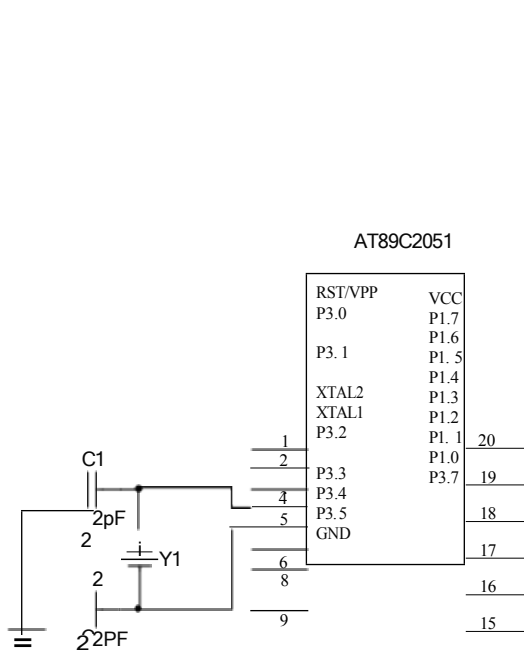 AT89C2051
RST/VPP
P3.0
P3. 1
XTAL2
XTAL1
P3.2
P3.3
P3.4
P3.5
GND
VCC
P1.7
P1.6
P1. 5
P1.4
P1.3
P1.2
P1. 1
P1.0
P3.7
1
2
4
5
6
8
9
20
19
18
17
16
15
C1
2pF
2
Y1
2
2PF